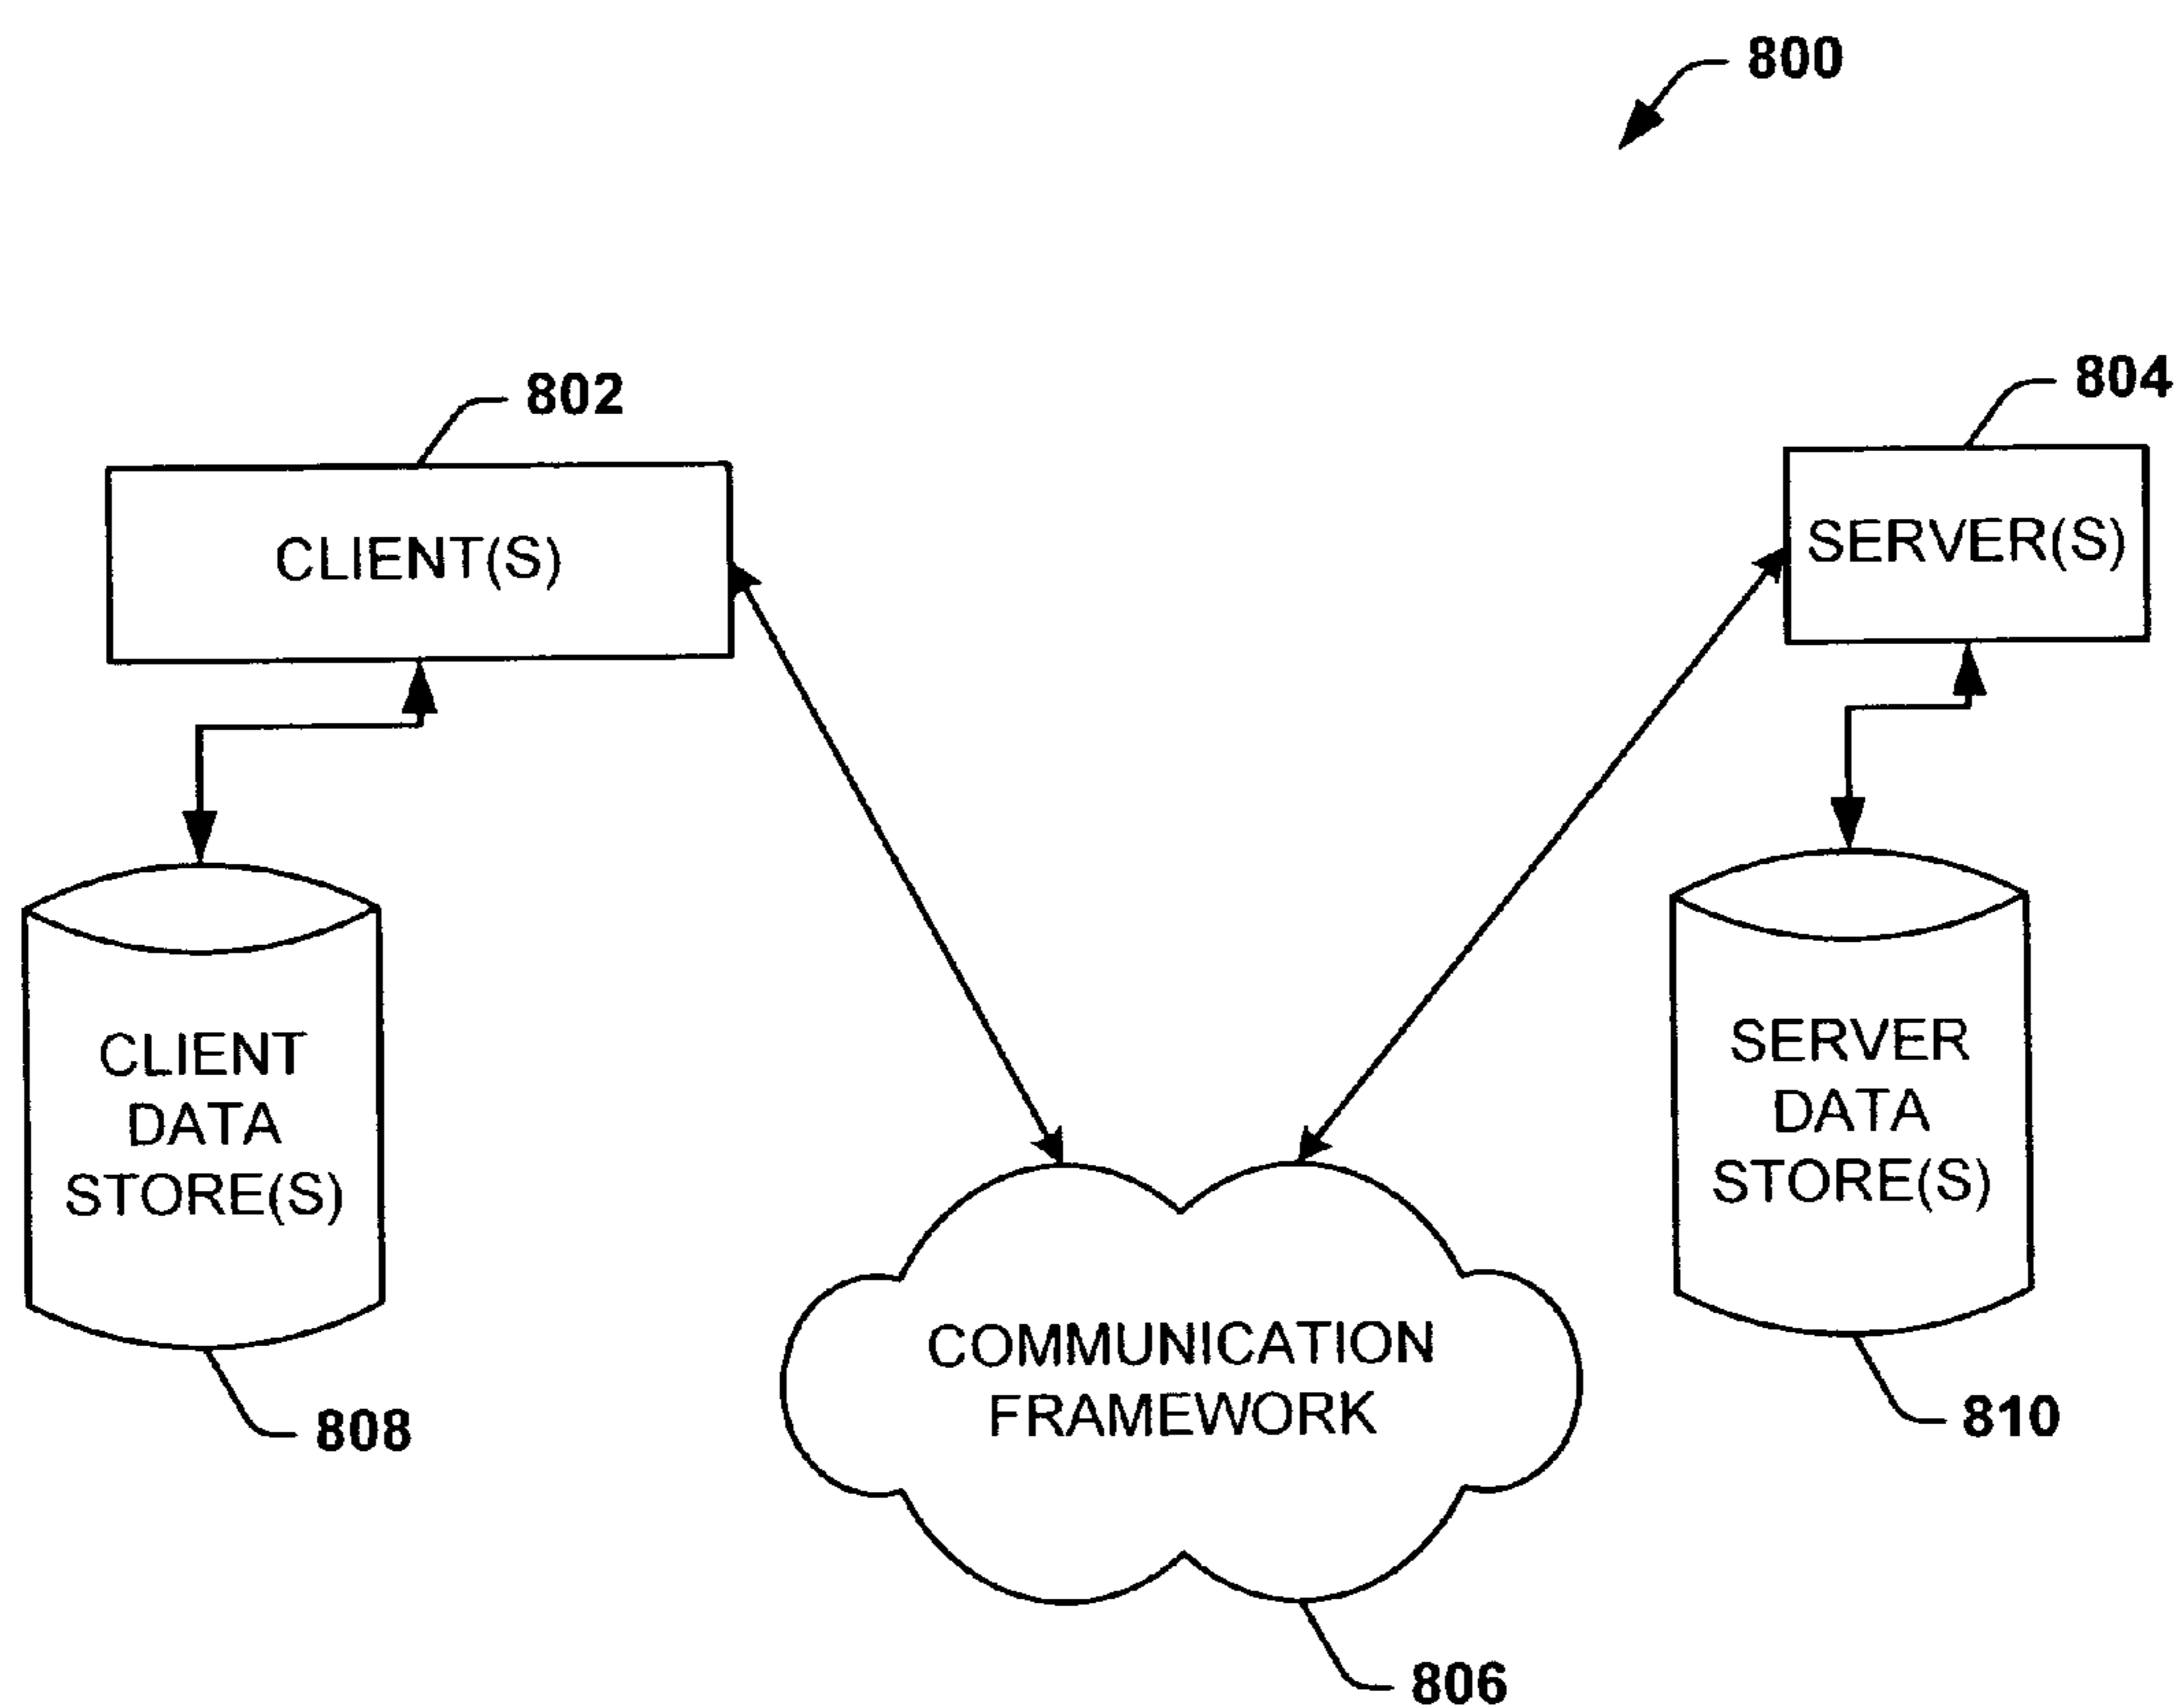 800
802
804
CLIENT(S)
SERVER(S)
CLIENT
DATA
STORE(S)
SERVER
DATA
STORE(S)
COMMUNICATION
FRAMEWORK
808
810
806